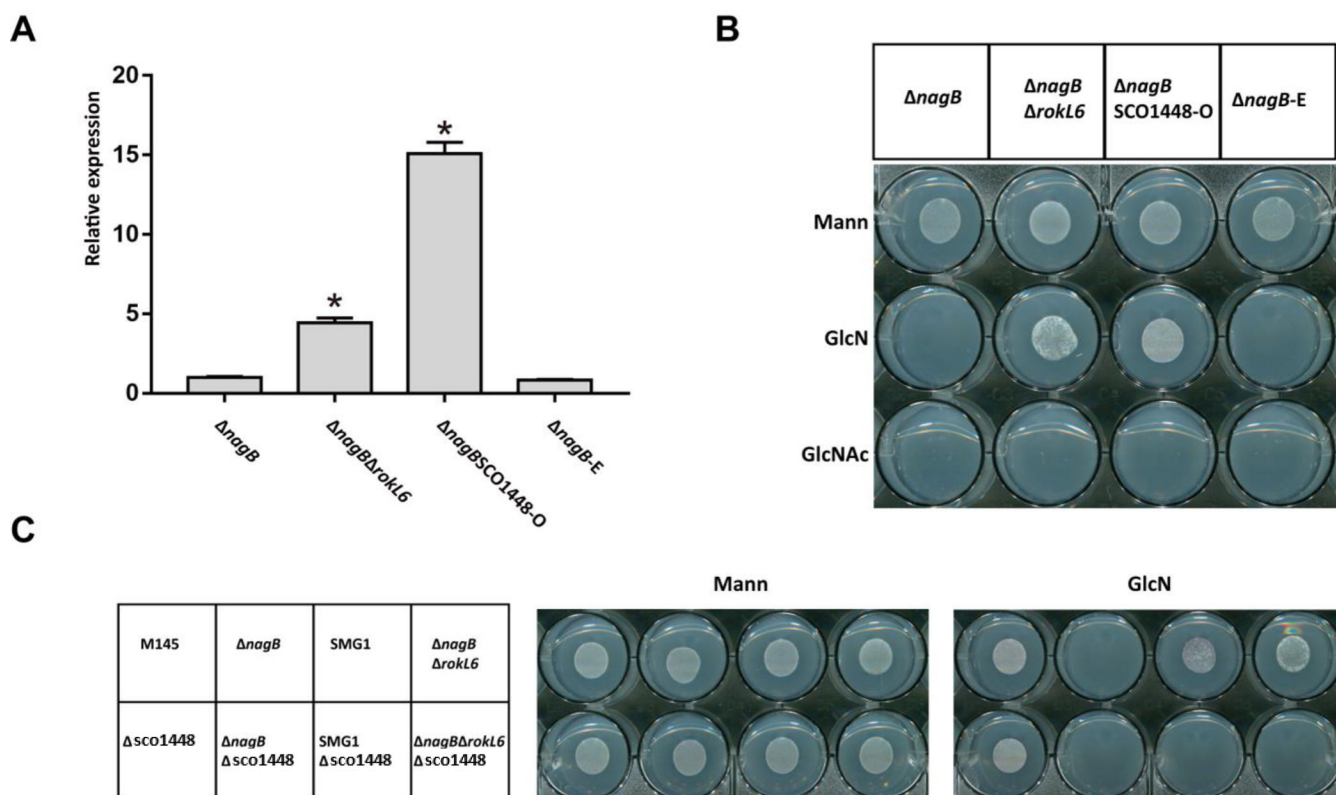 A
Relative expression
20
15
10
5
0
*
*
ΔnagB
ΔnagBΔrokL6
ΔnagBSCO1448-O
ΔnagB-E
B
ΔnagB
ΔnagB
ΔrokL6
ΔnagB
SCO1448-O
ΔnagB-E
Mann
GlcN
GlcNAc
C
M145
ΔnagB
SMG1
ΔnagB
ΔrokL6
Δsco1448
ΔnagB
Δsco1448
SMG1
Δsco1448
ΔnagBΔrokL6
Δsco1448
Mann
GlcN